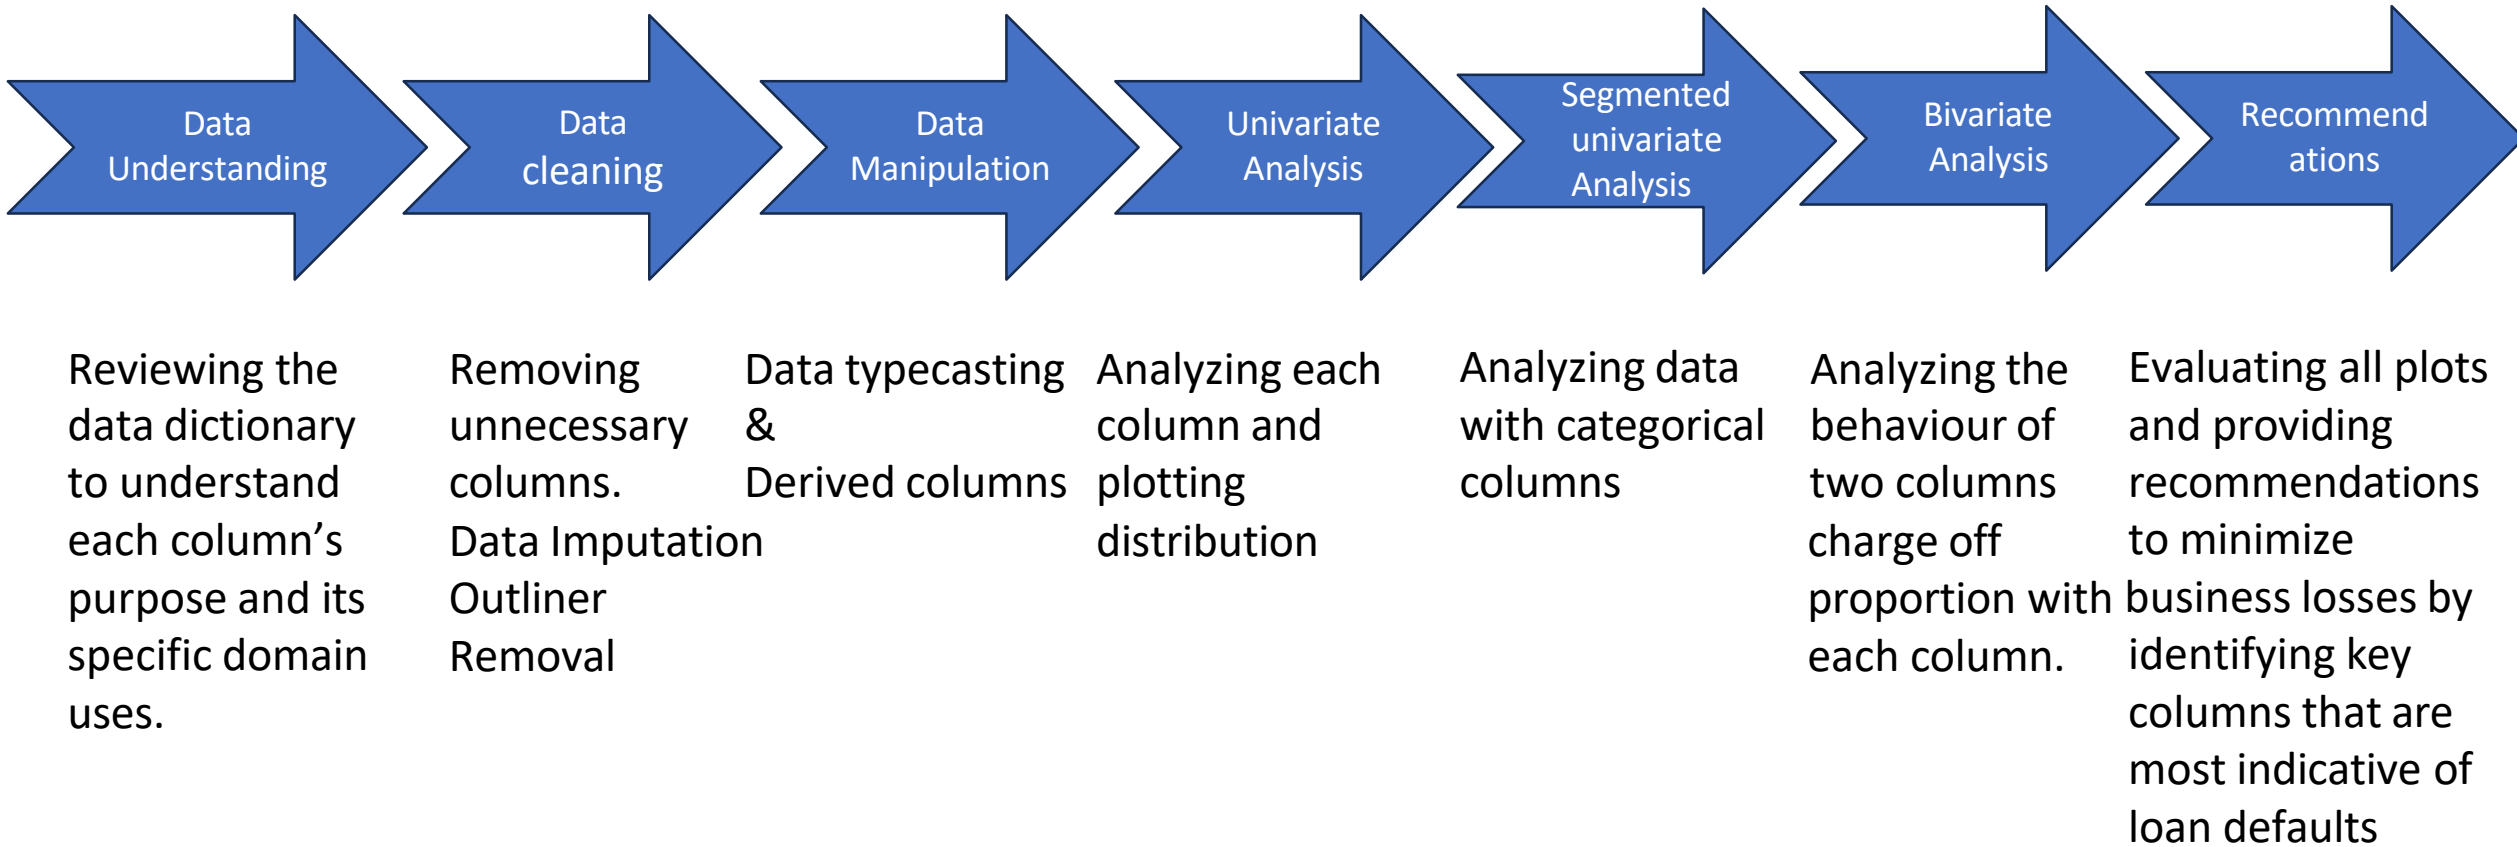 Data
Understanding
Data
cleaning
Data
Manipulation
Univariate
Analysis
Segmented
univariate
Analysis
Bivariate
Analysis
Recommend
ations
Reviewing the
data dictionary
to understand
each column’s
purpose and its
specific domain
uses.
Removing
unnecessary
columns.
Data Imputation
Outliner
Removal
Data typecasting
&
Derived columns
Analyzing each
column and
plotting
distribution
Analyzing data
with categorical
columns
Analyzing the
behaviour of
two columns
charge off
proportion with
each column.
Evaluating all plots
and providing
recommendations
to minimize
business losses by
identifying key
columns that are
most indicative of
loan defaults